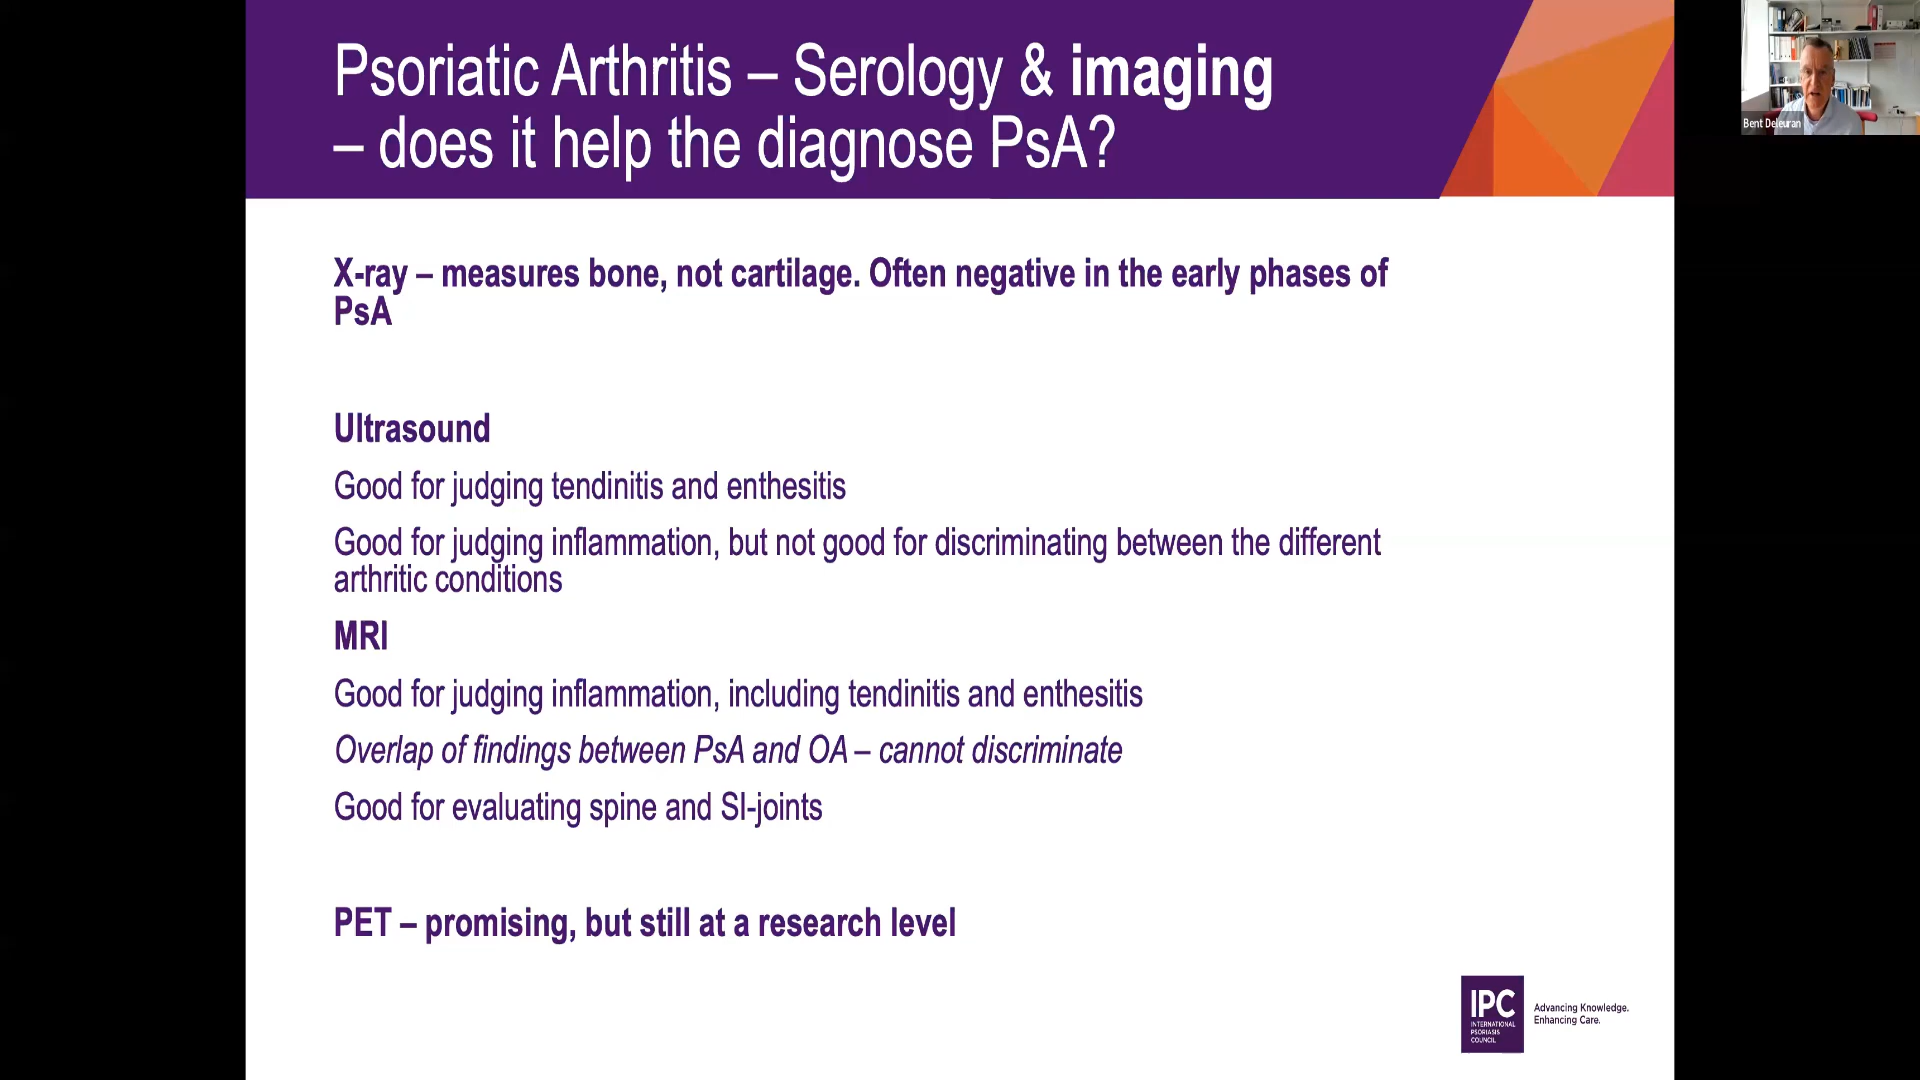 Psoriatic Arthritis – Serology & imaging
– does it help the diagnose PsA?
Bent Deleuran
X-ray – measures bone, not cartilage. Often negative in the early phases of
PsA
Ultrasound
Good for judging tendinitis and enthesitis
Good for judging inflammation, but not good for discriminating between the different
arthritic conditions
MRI
Good for judging inflammation, including tendinitis and enthesitis
Overlap of findings between PsA and OA – cannot discriminate
Good for evaluating spine and SI-joints
PET – promising, but still at a research level
IPC
INTERNATIONAL
PSORIASIS
COUNCIL
Advancing Knowledge.
Enhancing Care.